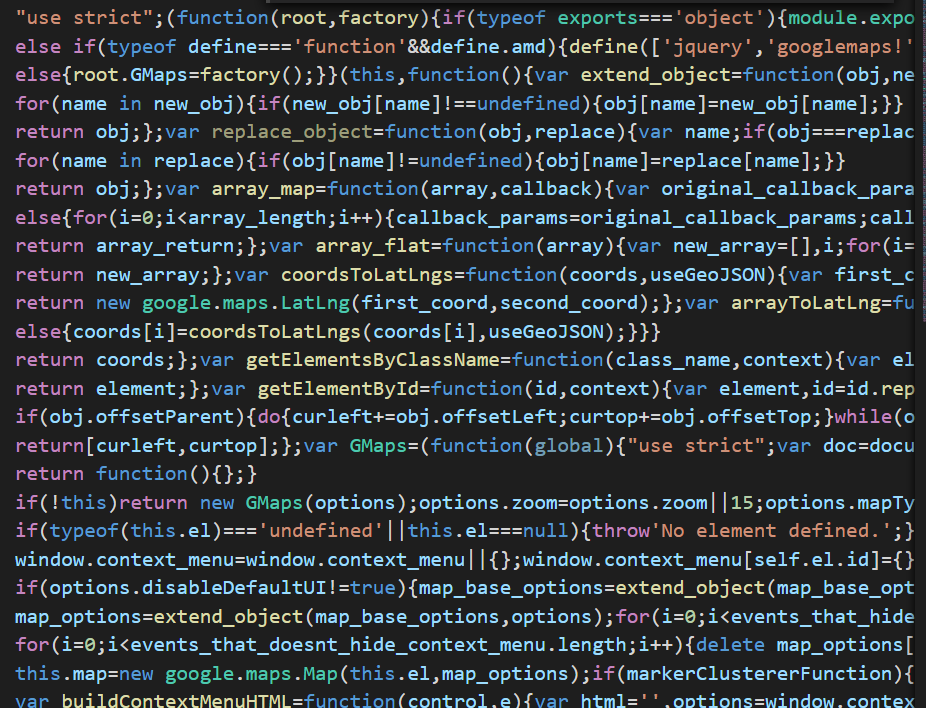 "use strict";(function(root,factory){if(typeof exports==='object'){module.expo
else if(typeof define==='function'&&define.amd){define(['jquery','googlemaps!'
else{root.GMaps=factory();}}(this,function(){var extend_object=function(obj,ne
for(name in new_obj){if(new_obj[name]!==undefined){obj[name]=new_obj[name];}}
return obj;};var replace_object=function(obj,replace){var name;if(obj===replac
for(name in replace){if(obj[name]!=undefined){obj[name]=replace[name];}}
return obj;};var array_map=function(array,callback){var original_callback_para
else{for(i=0;i<array_length;i++){callback_params=original_callback_params;call
return array_return;};var array_flat=function(array){var new_array=[],i;for(i=
return new_array;};var coordsToLatLngs=function(coords,useGeoJSON){var first_c
return new google.maps.LatLng(first_coord,second_coord);};var arrayToLatLng=fu
else{coords[i]=coordsToLatLngs(coords[i],useGeoJSON);}}}
return coords;};var getElementsByClassName=function(class_name,context){var el
return element;};var getElementById=function(id,context){var element,id=id.rep
if(obj.offsetParent){do{curleft+=obj.offsetLeft;curtop+=obj.offsetTop;}while(o
return[curleft,curtop];};var GMaps=(function(global){"use strict";var doc=docu
return function(){};}
if(!this)return new GMaps(options);options.zoom=options.zoom||15;options.mapTy
if(typeof(this.el)==='undefined'||this.el===null){throw'No element defined.';}
window.context_menu=window.context_menu||{};window.context_menu[self.el.id]={}
if(options.disableDefaultUI!=true){map_base_options=extend_object(map_base_opt
map_options=extend_object(map_base_options,options);for(i=0;i<events_that_hide
for(i=0;i<events_that_doesnt_hide_context_menu.length;i++){delete map_options[
this.map=new google.maps.Map(this.el,map_options);if(markerClustererFunction){
var buildContextMenuHTML=function(control,e){var html='',options=window.contex